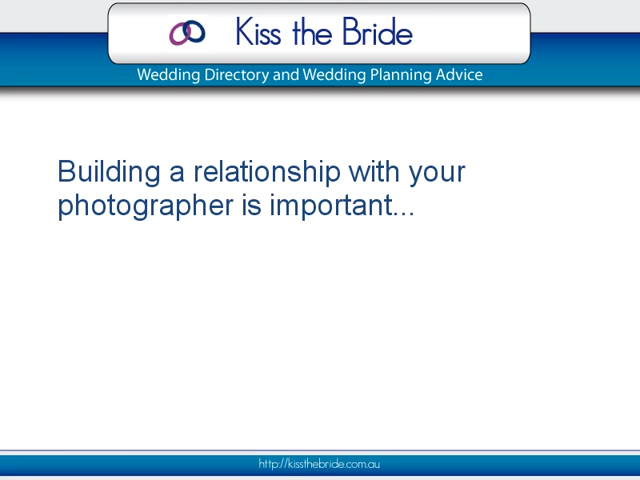 Kiss the Bride
Wedding Directory and Wedding Planning Advice
Building a relationship with your
photographer is important...
http://kissthebride.com.au